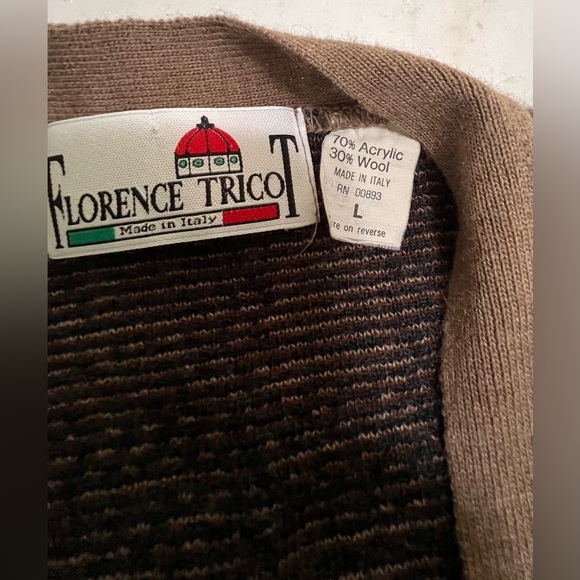 FLORENCE TRICOT
Made in Italy
70% Acrylic
30% Wool
MADE IN ITALY
RN 00893
L
re on reverse